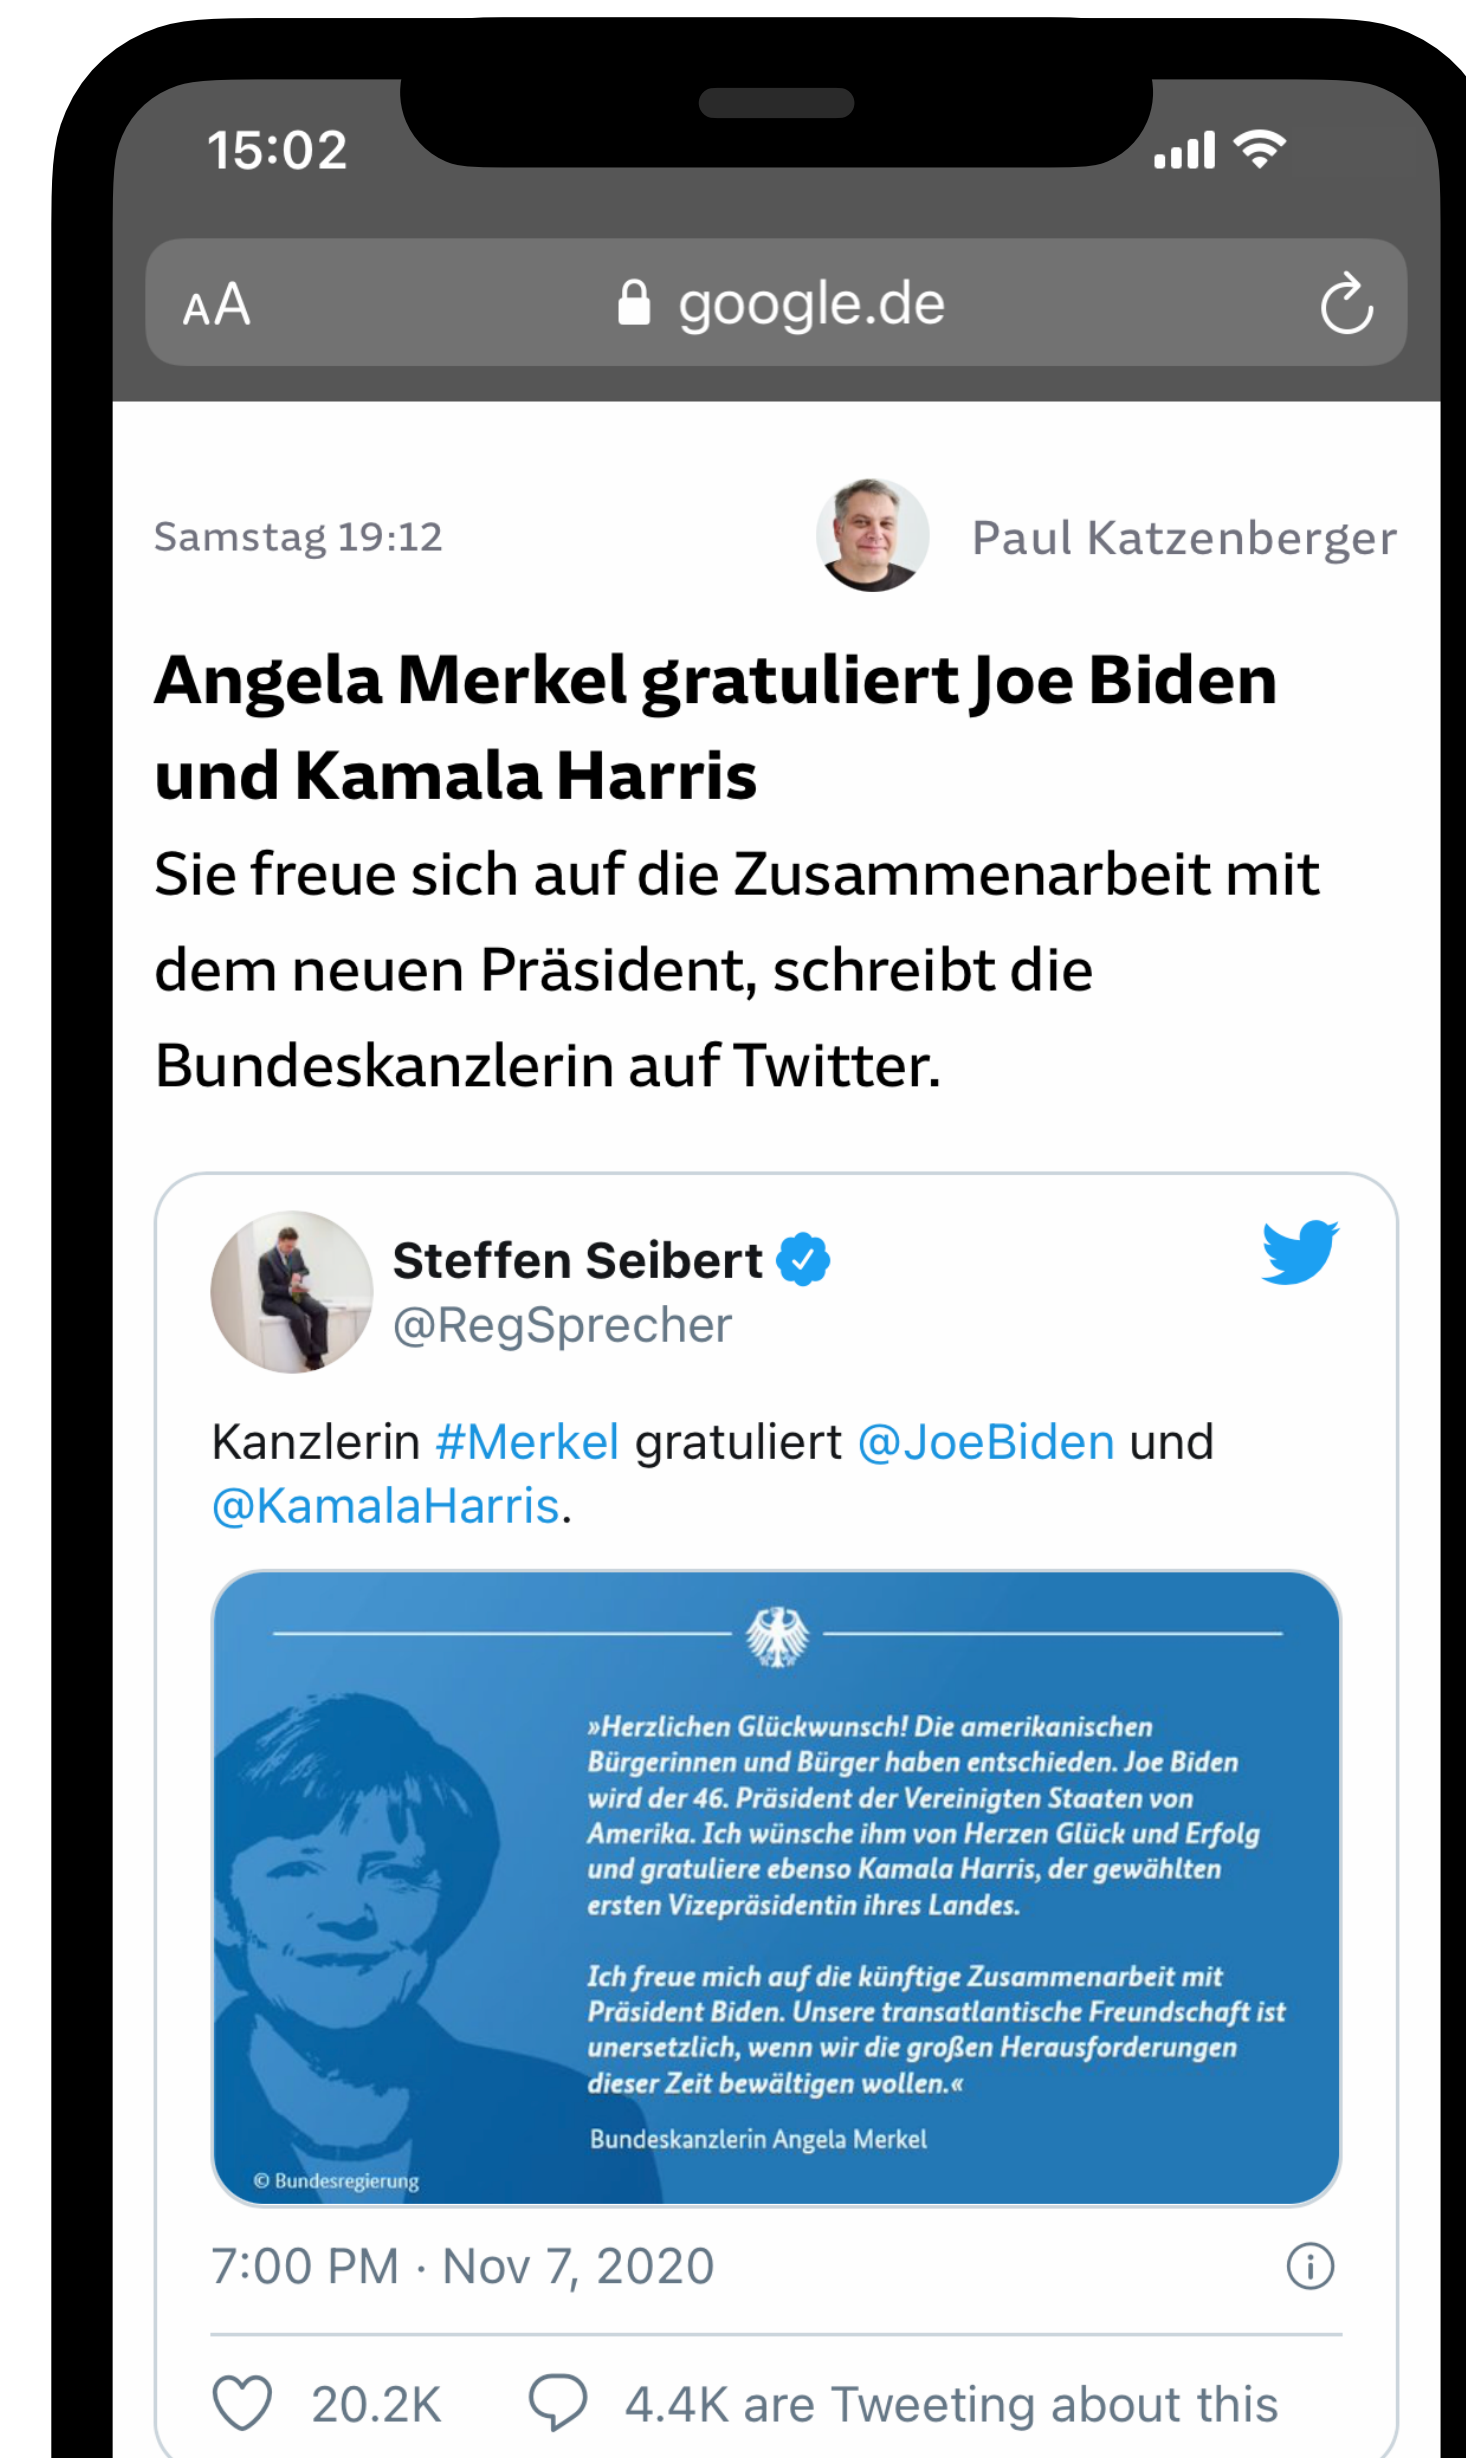 15:02
AA
google.de
Samstag 19:12
Paul Katzenberger
Angela Merkel gratuliert Joe Biden
und Kamala Harris
Sie freue sich auf die Zusammenarbeit mit
dem neuen Präsident, schreibt die
Bundeskanzlerin auf Twitter.
Steffen Seibert
@RegSprecher
Kanzlerin #Merkel gratuliert @JoeBiden und
@KamalaHarris.
»Herzlichen Glückwunsch! Die amerikanischen
Bürgerinnen und Bürger haben entschieden. Joe Biden
wird der 46. Präsident der Vereinigten Staaten von
Amerika. Ich wünsche ihm von Herzen Glück und Erfolg
und gratuliere ebenso Kamala Harris, der gewählten
ersten Vizepräsidentin ihres Landes.
Ich freue mich auf die künftige Zusammenarbeit mit
Präsident Biden. Unsere transatlantische Freundschaft ist
unersetzlich, wenn wir die großen Herausforderungen
dieser Zeit bewältigen wollen.«
Bundeskanzlerin Angela Merkel
© Bundesregierung
7:00 PM · Nov 7, 2020
20.2K
4.4K are Tweeting about this